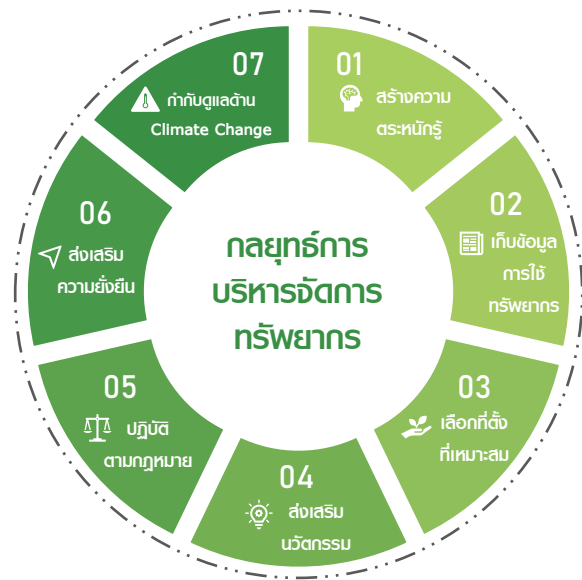 กลยุทธ์การ
บริหารจัดการ
ทรัพยากร
01
สร้างความ
ตระหนักรู้
02
เก็บข้อมูล
การใช้
ทรัพยากร
03
เลือกที่ตั้ง
ที่เหมาะสม
04
ส่งเสริม
นวัตกรรม
05
ปฏิบัติ
ตามกฎหมาย
06
ส่งเสริม
ความยั่งยืน
07
กำกับดูแลด้าน
Climate Change